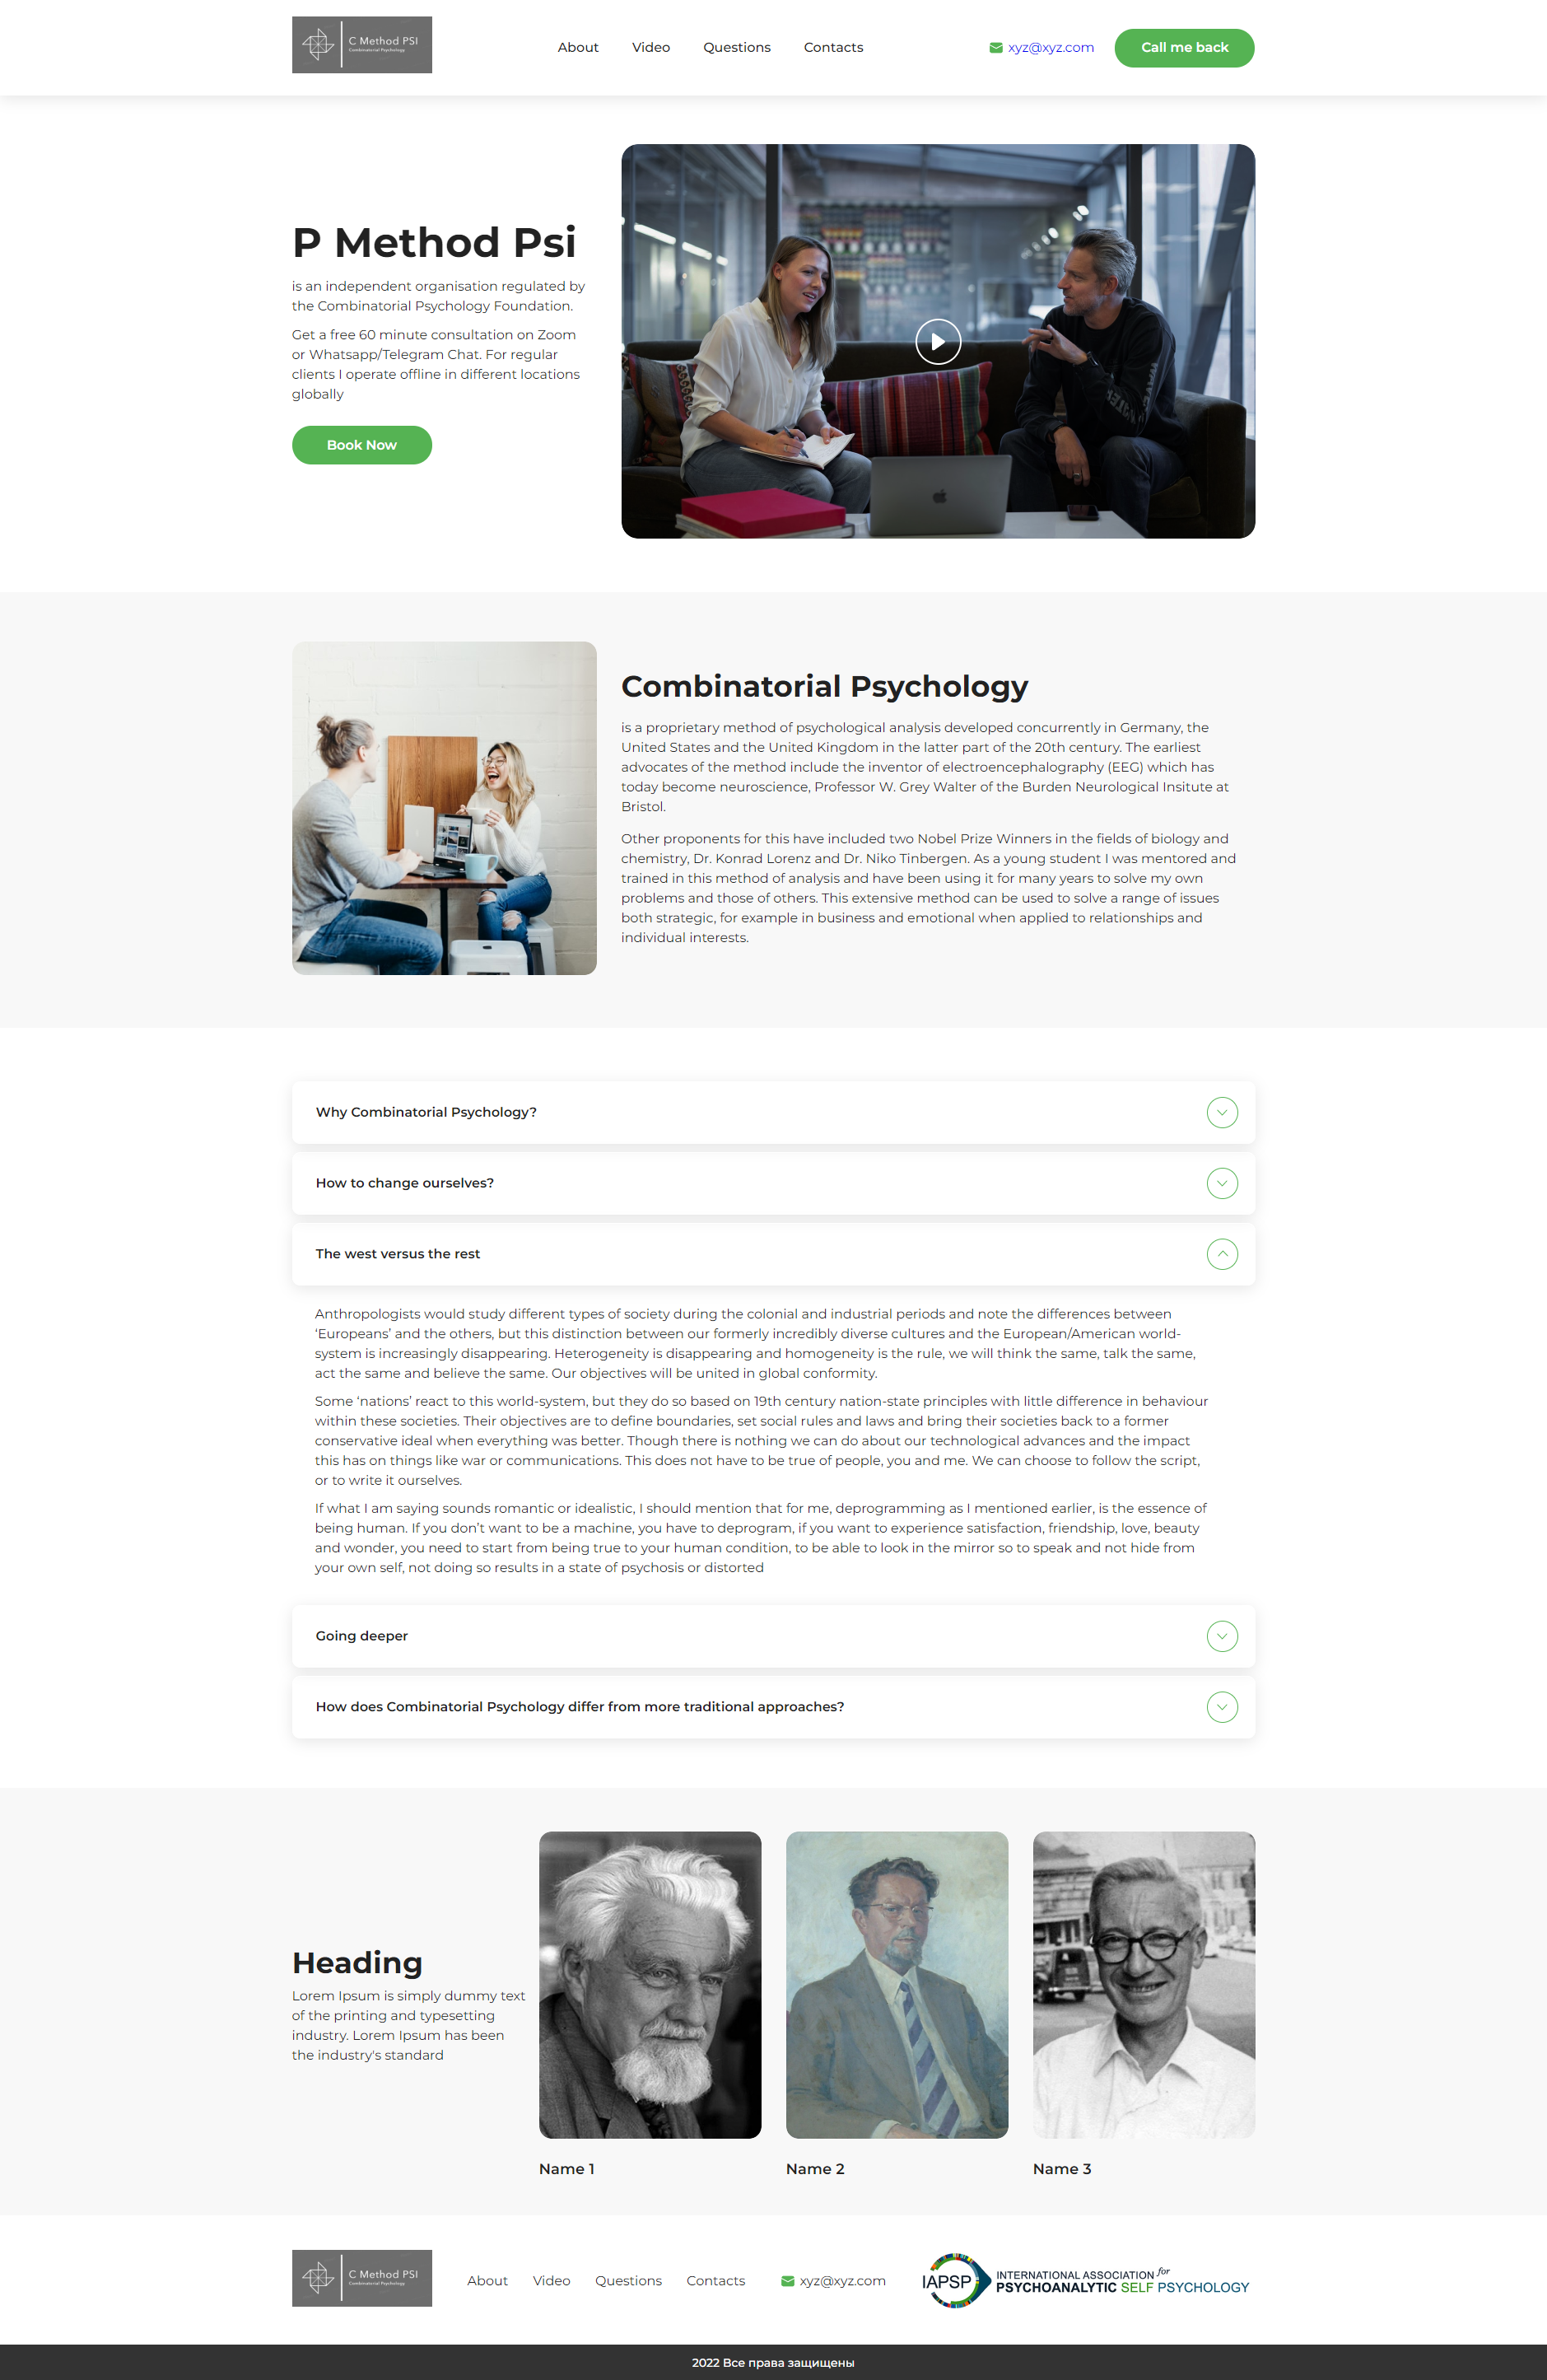 C Method PSI
Combinatorial Psychology
About
Video
Questions
Contacts
xyz@xyz.com
Call me back
P Method Psi
is an independent organisation regulated by
the Combinatorial Psychology Foundation.
Get a free 60 minute consultation on Zoom
or Whatsapp/Telegram Chat. For regular
clients I operate offline in different locations
globally
Book Now
Combinatorial Psychology
is a proprietary method of psychological analysis developed concurrently in Germany, the
United States and the United Kingdom in the latter part of the 20th century. The earliest
advocates of the method include the inventor of electroencephalography (EEG) which has
today become neuroscience, Professor W. Grey Walter of the Burden Neurological Insitute at
Bristol.
Other proponents for this have included two Nobel Prize Winners in the fields of biology and
chemistry, Dr. Konrad Lorenz and Dr. Niko Tinbergen. As a young student I was mentored and
trained in this method of analysis and have been using it for many years to solve my own
problems and those of others. This extensive method can be used to solve a range of issues
both strategic, for example in business and emotional when applied to relationships and
individual interests.
Why Combinatorial Psychology?
How to change ourselves?
The west versus the rest
Anthropologists would study different types of society during the colonial and industrial periods and note the differences between
‘Europeans’ and the others, but this distinction between our formerly incredibly diverse cultures and the European/American world-
system is increasingly disappearing. Heterogeneity is disappearing and homogeneity is the rule, we will think the same, talk the same,
act the same and believe the same. Our objectives will be united in global conformity.
Some ‘nations’ react to this world-system, but they do so based on 19th century nation-state principles with little difference in behaviour
within these societies. Their objectives are to define boundaries, set social rules and laws and bring their societies back to a former
conservative ideal when everything was better. Though there is nothing we can do about our technological advances and the impact
this has on things like war or communications. This does not have to be true of people, you and me. We can choose to follow the script,
or to write it ourselves.
If what I am saying sounds romantic or idealistic, I should mention that for me, deprogramming as I mentioned earlier, is the essence of
being human. If you don’t want to be a machine, you have to deprogram, if you want to experience satisfaction, friendship, love, beauty
and wonder, you need to start from being true to your human condition, to be able to look in the mirror so to speak and not hide from
your own self, not doing so results in a state of psychosis or distorted
Going deeper
How does Combinatorial Psychology differ from more traditional approaches?
Heading
Lorem Ipsum is simply dummy text
of the printing and typesetting
industry. Lorem Ipsum has been
the industry's standard
Name 1
Name 2
Name 3
C Method PSI
Combinatorial Psychology
About
Video
Questions
Contacts
xyz@xyz.com
IAPSP
INTERNATIONAL ASSOCIATION for
PSYCHOANALYTIC SELF PSYCHOLOGY
2022 Все права защищены